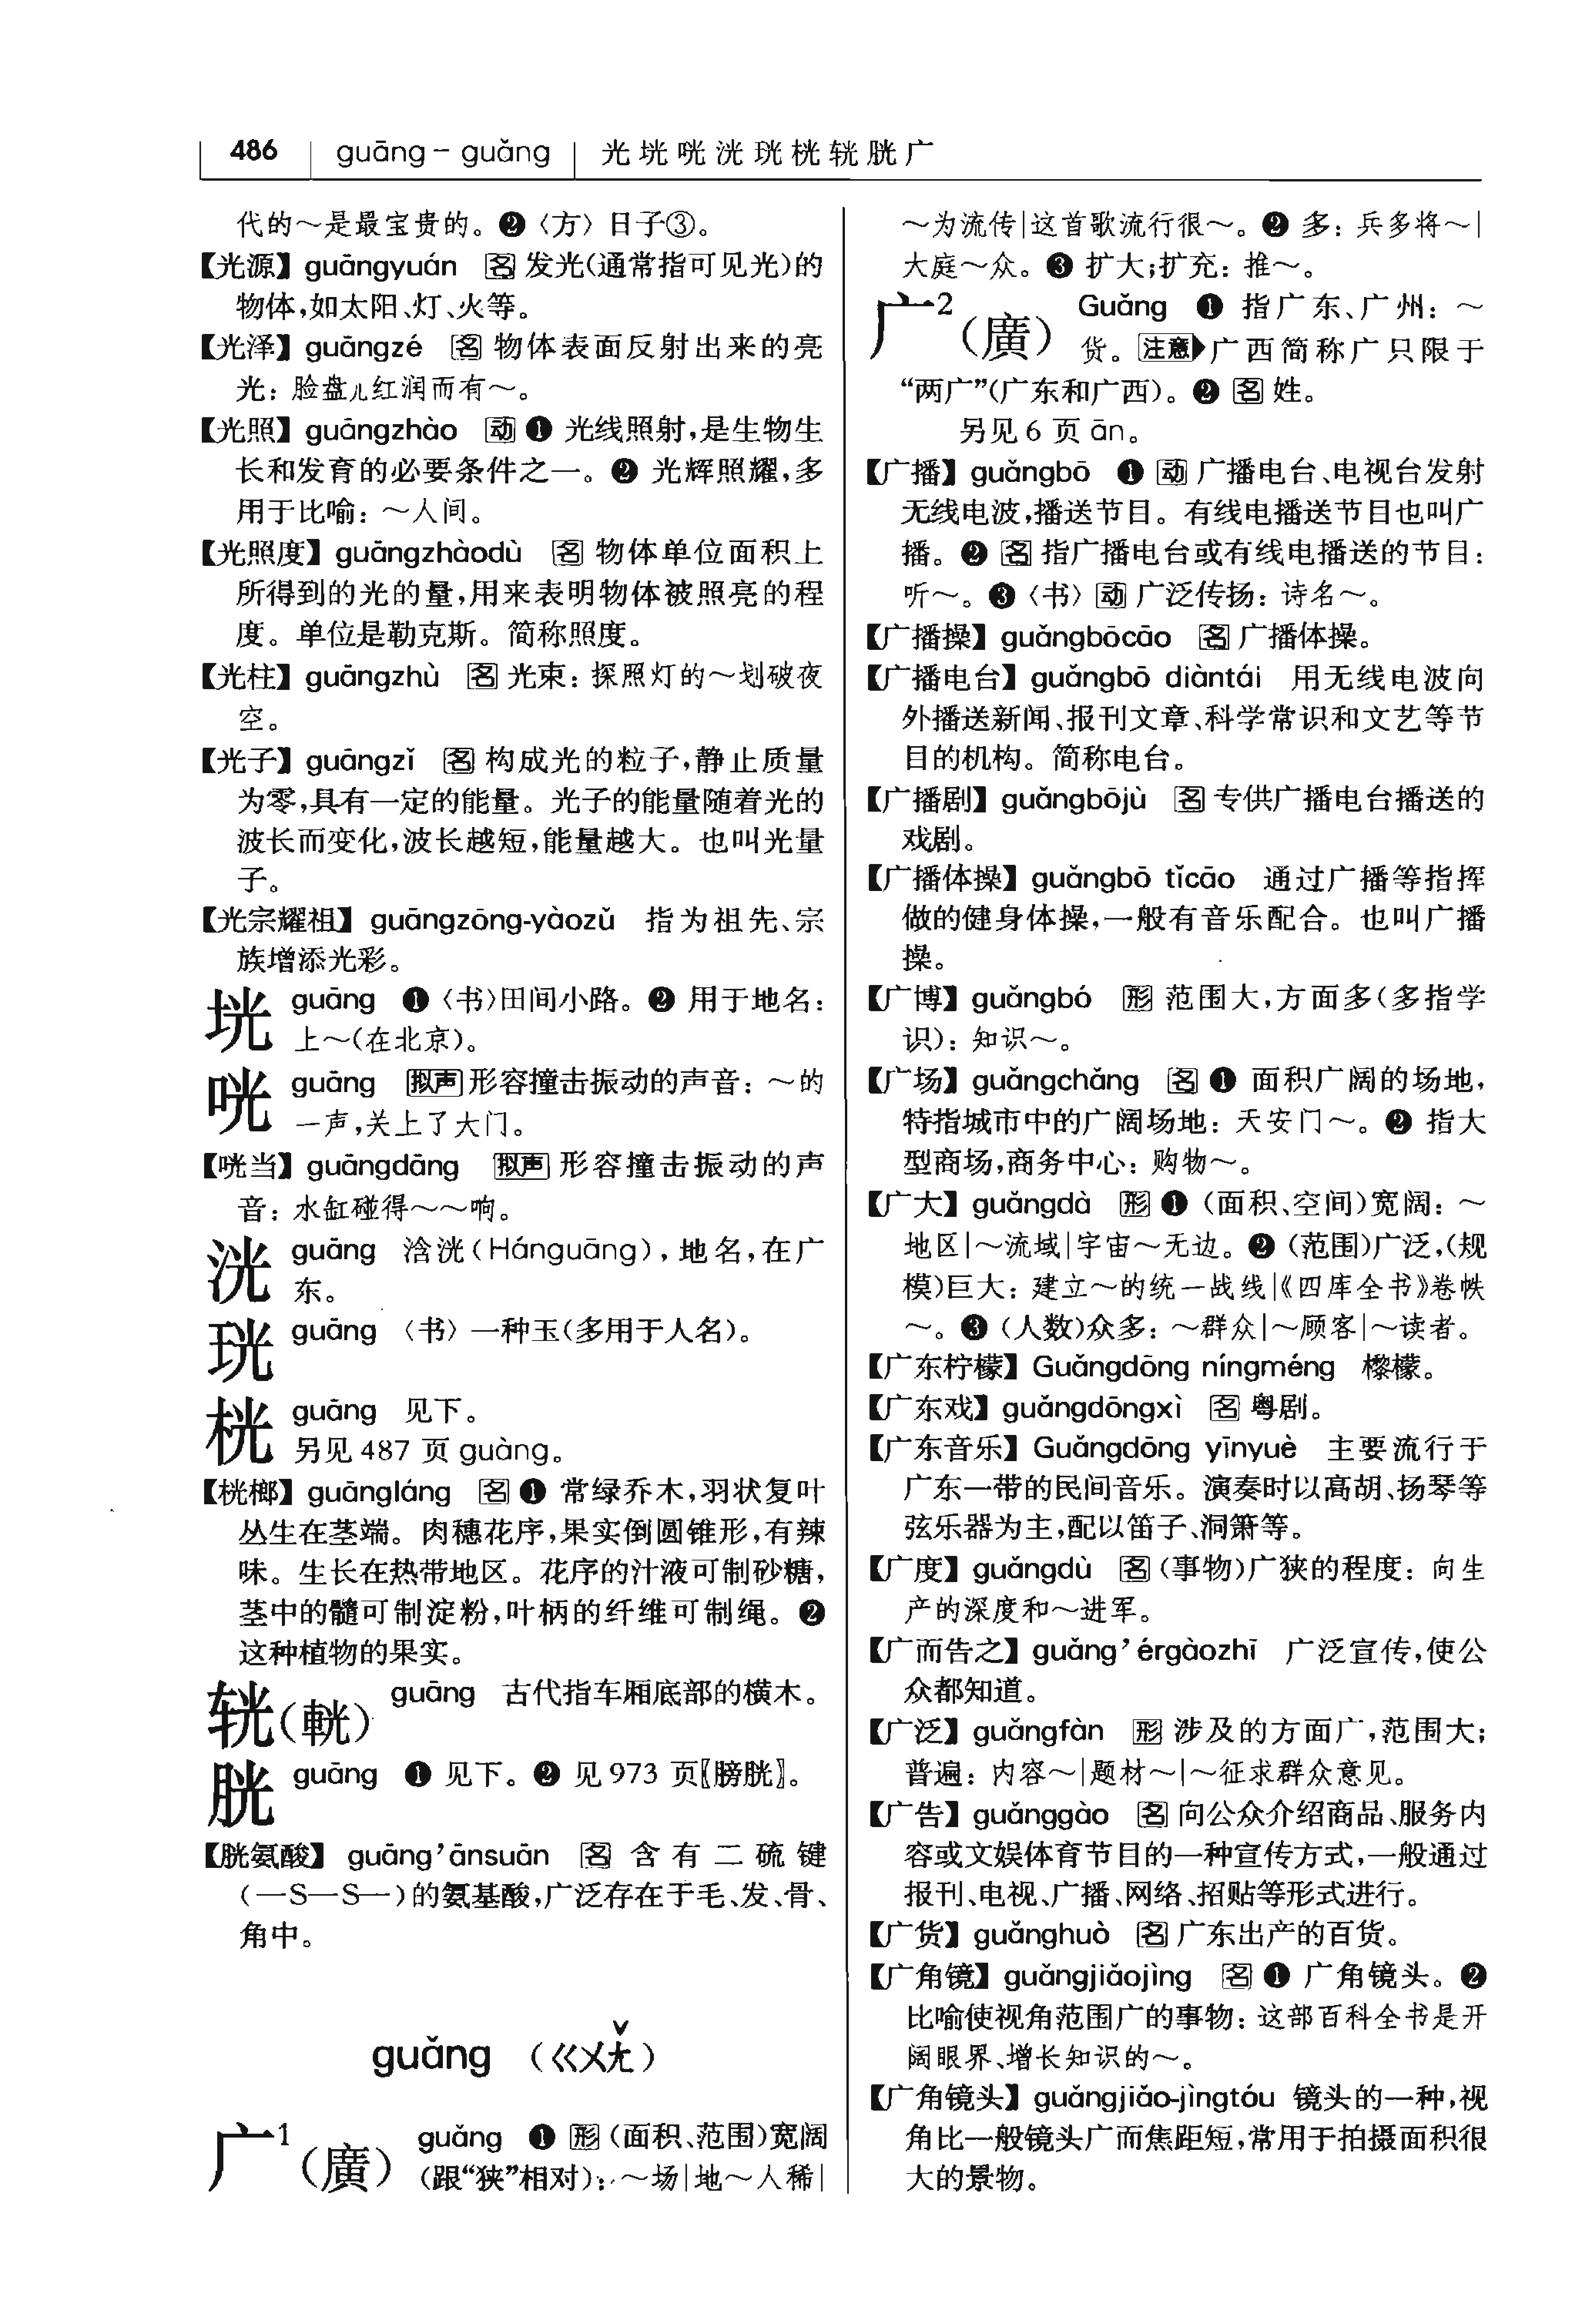 486 guāng－guǎng 光垙咣洸珖桄轧胱广
代的～是最宝贵的。❷〈方〉日子③。
【光源】guāngyuán 名 发光(通常指可见光)的
物体,如太阳、灯、火等。
【光泽】guāngzé 名 物体表面反射出来的亮
光：脸盘儿红润而有～。
【光照】guāngzhào 动 ❶ 光线照射,是生物生
长和发育的必要条件之一。❷ 光辉照耀,多
用于比喻：～人间。
【光照度】guāngzhàodù 名 物体单位面积上
所得到的光的量,用来表明物体被照亮的程
度。单位是勒克斯。简称照度。
【光柱】guāngzhù 名 光束：探照灯的～划破夜
空。
【光子】guāngzǐ 名 构成光的粒子,静止质量
为零,具有一定的能量。光子的能量随着光的
波长而变化,波长越短,能量越大。也叫光量
子。
【光宗耀祖】guāngzōng-yàozǔ 指为祖先、宗
族增添光彩。
垙 guāng ❶〈书〉田间小路。❷ 用于地名：
上～(在北京)。
咣 guāng 拟声 形容撞击振动的声音：～的
一声,关上了大门。
【咣当】guāngdāng 拟声 形容撞击振动的声
音：水缸碰得～～响。
洸 guāng 浛洸(Hánguāng),地名,在广
东。
珖 guāng 〈书〉一种玉(多用于人名)。
桄 guāng 见下。
另见 487 页 guàng。
【桄榔】guāngláng 名 ❶ 常绿乔木,羽状复叶
丛生在茎端。肉穗花序,果实倒圆锥形,有辣
味。生长在热带地区。花序的汁液可制砂糖,
茎中的髓可制淀粉,叶柄的纤维可制绳。❷
这种植物的果实。
𬨂(輄) guāng 古代指车厢底部的横木。
胱 guāng ❶ 见下。❷ 见 973 页〖膀胱〗。
【胱氨酸】guāng’ānsuān 名 含有二硫键
(—S—S—)的氨基酸,广泛存在于毛、发、骨、
角中。
guǎng (ㄍㄨㄤˇ)
广¹(廣) guǎng ❶ 形 (面积、范围)宽阔
(跟“狭”相对)：～场|地～人稀|
～为流传|这首歌流行很～。❷ 多：兵多将～|
大庭～众。❸ 扩大;扩充：推～。
广²(廣) Guǎng ❶ 指广东、广州：～
货。注意▶广西简称广只限于
“两广”(广东和广西)。❷ 名 姓。
另见 6 页 ān。
【广播】guǎngbō ❶ 动 广播电台、电视台发射
无线电波,播送节目。有线电播送节目也叫广
播。❷ 名 指广播电台或有线电播送的节目：
听～。❸〈书〉动 广泛传扬：诗名～。
【广播操】guǎngbōcāo 名 广播体操。
【广播电台】guǎngbō diàntái 用无线电波向
外播送新闻、报刊文章、科学常识和文艺等节
目的机构。简称电台。
【广播剧】guǎngbōjù 名 专供广播电台播送的
戏剧。
【广播体操】guǎngbō tǐcāo 通过广播等指挥
做的健身体操,一般有音乐配合。也叫广播
操。
【广博】guǎngbó 形 范围大,方面多(多指学
识)：知识～。
【广场】guǎngchǎng 名 ❶ 面积广阔的场地,
特指城市中的广阔场地：天安门～。❷ 指大
型商场,商务中心：购物～。
【广大】guǎngdà 形 ❶ (面积、空间)宽阔：～
地区|～流域|宇宙～无边。❷ (范围)广泛,(规
模)巨大：建立～的统一战线|《四库全书》卷帙
～。❸ (人数)众多：～群众|～顾客|～读者。
【广东柠檬】Guǎngdōng níngméng 檫檬。
【广东戏】guǎngdōngxì 名 粤剧。
【广东音乐】Guǎngdōng yīnyuè 主要流行于
广东一带的民间音乐。演奏时以高胡、扬琴等
弦乐器为主,配以笛子、洞箫等。
【广度】guǎngdù 名 (事物)广狭的程度：向生
产的深度和～进军。
【广而告之】guǎng’érgàozhī 广泛宣传,使公
众都知道。
【广泛】guǎngfàn 形 涉及的方面广,范围大;
普遍：内容～|题材～|～征求群众意见。
【广告】guǎnggào 名 向公众介绍商品、服务内
容或文娱体育节目的一种宣传方式,一般通过
报刊、电视、广播、网络、招贴等形式进行。
【广货】guǎnghuò 名 广东出产的百货。
【广角镜】guǎngjiǎojìng 名 ❶ 广角镜头。❷
比喻使视角范围广的事物：这部百科全书是开
阔眼界、增长知识的～。
【广角镜头】guǎngjiǎo-jìngtóu 镜头的一种,视
角比一般镜头广而焦距短,常用于拍摄面积很
大的景物。